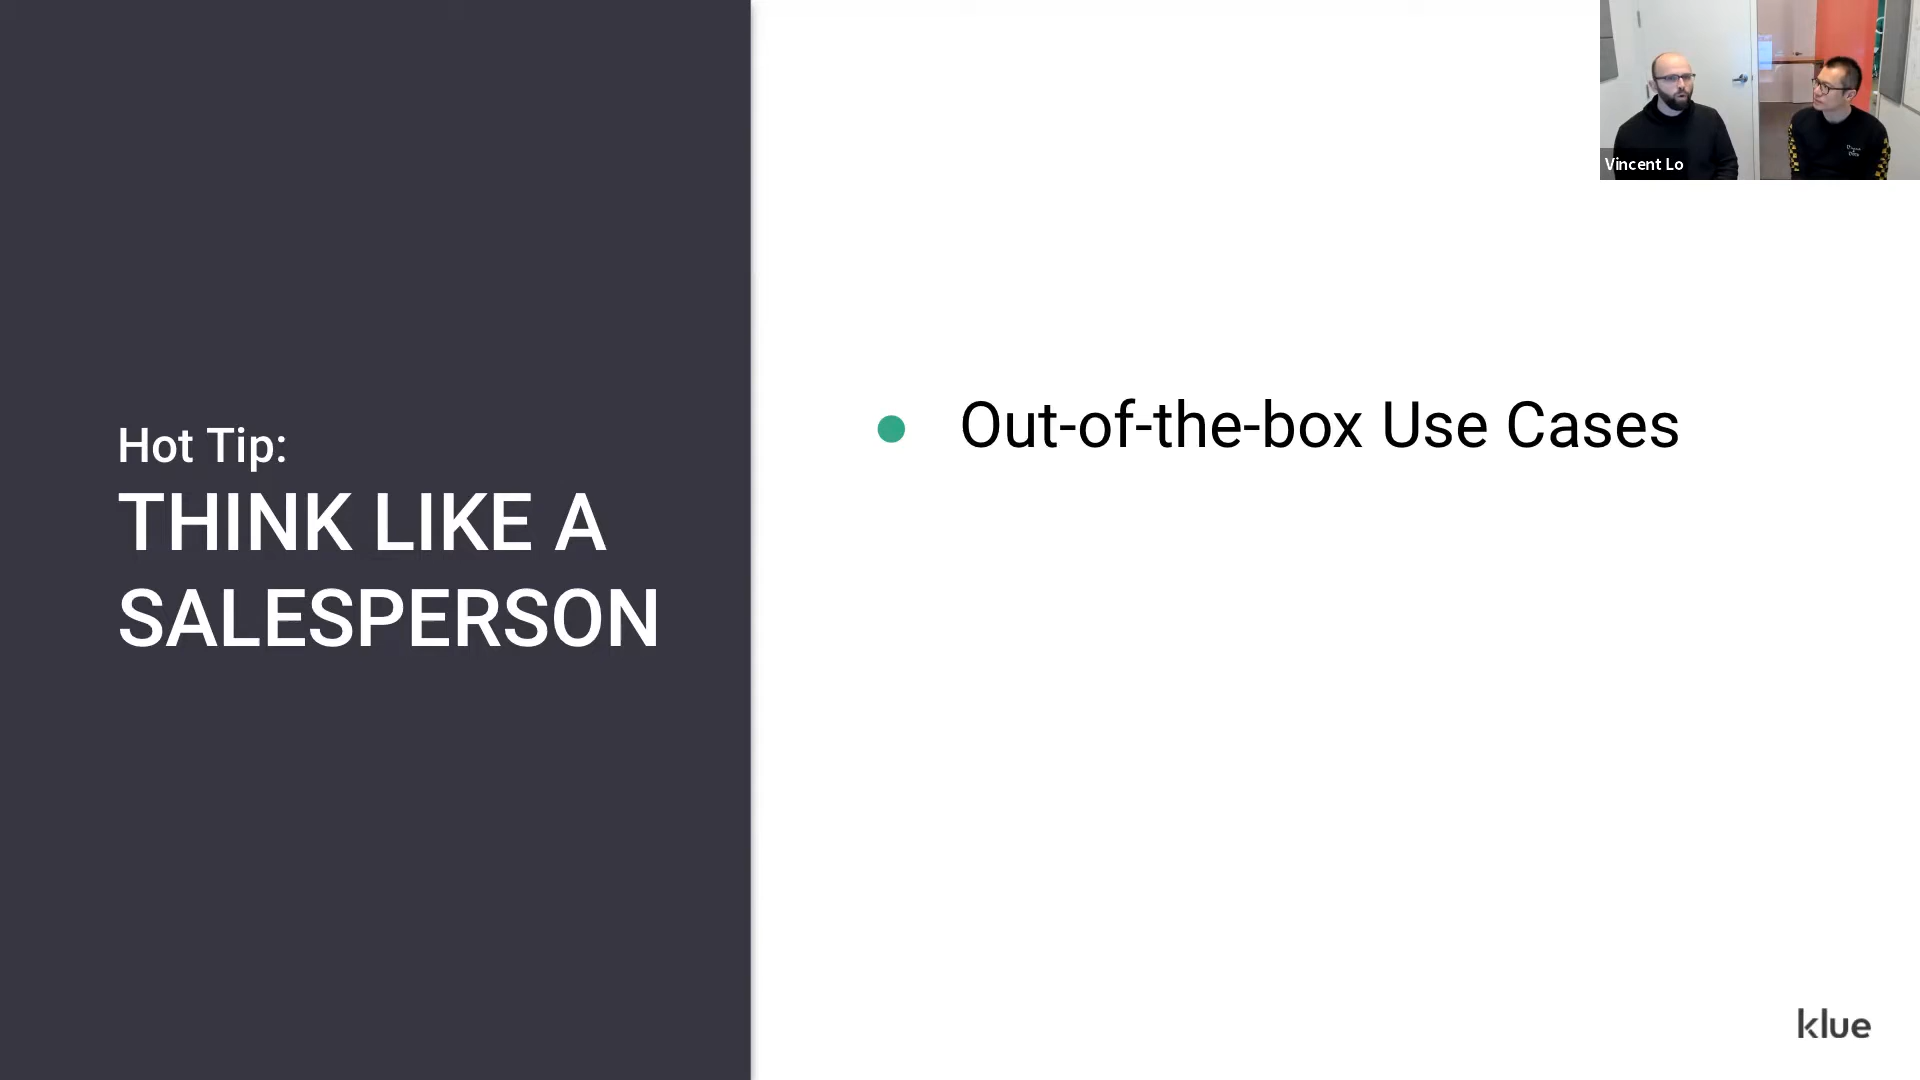 Vincent Lo
Hot Tip:
THINK LIKE A
SALESPERSON
Out-of-the-box Use Cases
klue